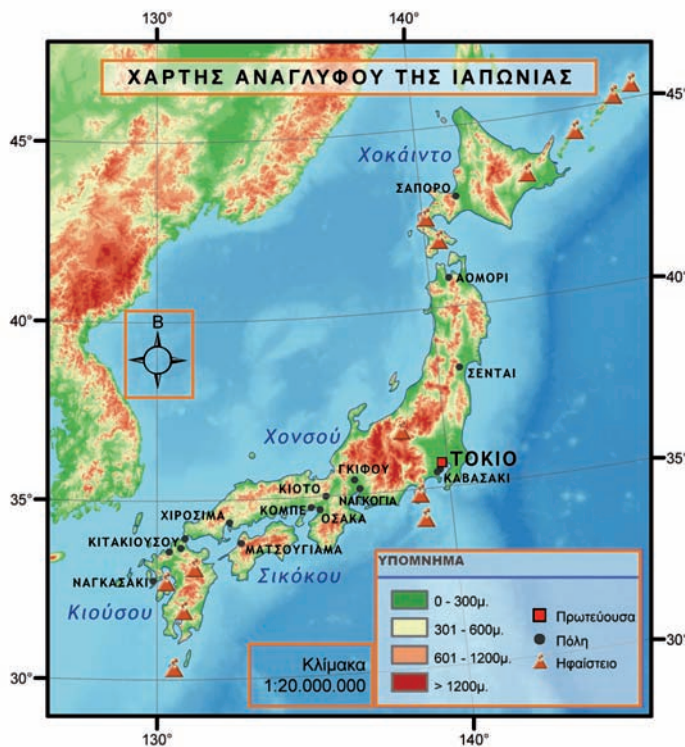 130°
140°
ΧΑΡΤΗΣ ΑΝΑΓΛΥΦΟΥ ΤΗΣ ΙΑΠΩΝΙΑΣ
45°
45°
Χοκάιντο
ΣΑΠΟΡΟ
ΑΟΜΟΡΙ
40°
40°
Β
ΣΕΝΤΑΙ
Χονσού
ΤΟΚΙΟ
35°
ΓΚΙΦΟΥ
ΚΑΒΑΣΑΚΙ
ΚΙΟΤΟ
ΝΑΓΚΟΓΙΑ
35°
ΧΙΡΟΣΙΜΑ
ΚΟΜΠΕ
ΟΣΑΚΑ
ΚΙΤΑΚΙΟΥΣΟΥ
ΜΑΤΣΟΥΓΙΑΜΑ
ΝΑΓΚΑΣΑΚΙ
Σικόκου
Κιούσου
ΥΠΟΜΝΗΜΑ
0 - 300μ.
301 - 600μ.
601 - 1200μ.
> 1200μ.
Πρωτεύουσα
Πόλη
Ηφαίστειο
30°
30°
Κλίμακα
1:20.000.000
130°
140°